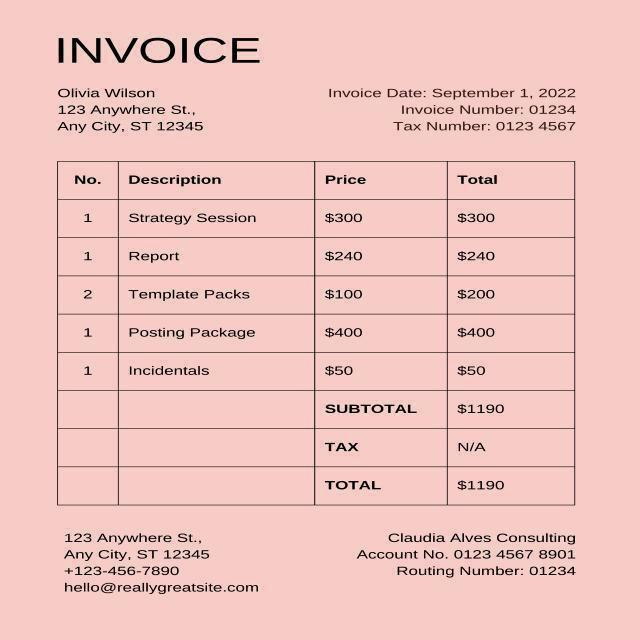 INVOICE
Olivia Wilson
123 Anywhere St.,
Any City, ST 12345
Invoice Date: September 1, 2022
Invoice Number: 01234
Tax Number: 0123 4567
No. Description Price Total
1 Strategy Session $300 $300
1 Report $240 $240
2 Template Packs $100 $200
1 Posting Package $400 $400
1 Incidentals $50 $50
SUBTOTAL $1190
TAX N/A
TOTAL $1190
123 Anywhere St.,
Any City, ST 12345
+123-456-7890
hello@reallygreatsite.com
Claudia Alves Consulting
Account No. 0123 4567 8901
Routing Number: 01234